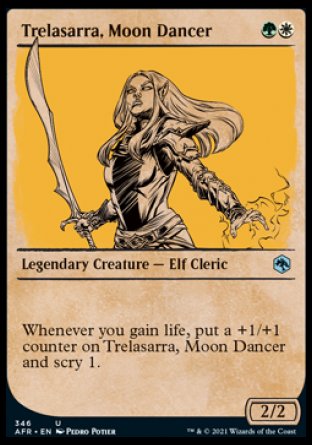 Trelasarra, Moon Dancer
Legendary Creature — Elf Cleric
Whenever you gain life, put a +1/+1
counter on Trelasarra, Moon Dancer
and scry 1.
2/2
346 U
AFR • EN Pedro Potier
™ & © 2021 Wizards of the Coast